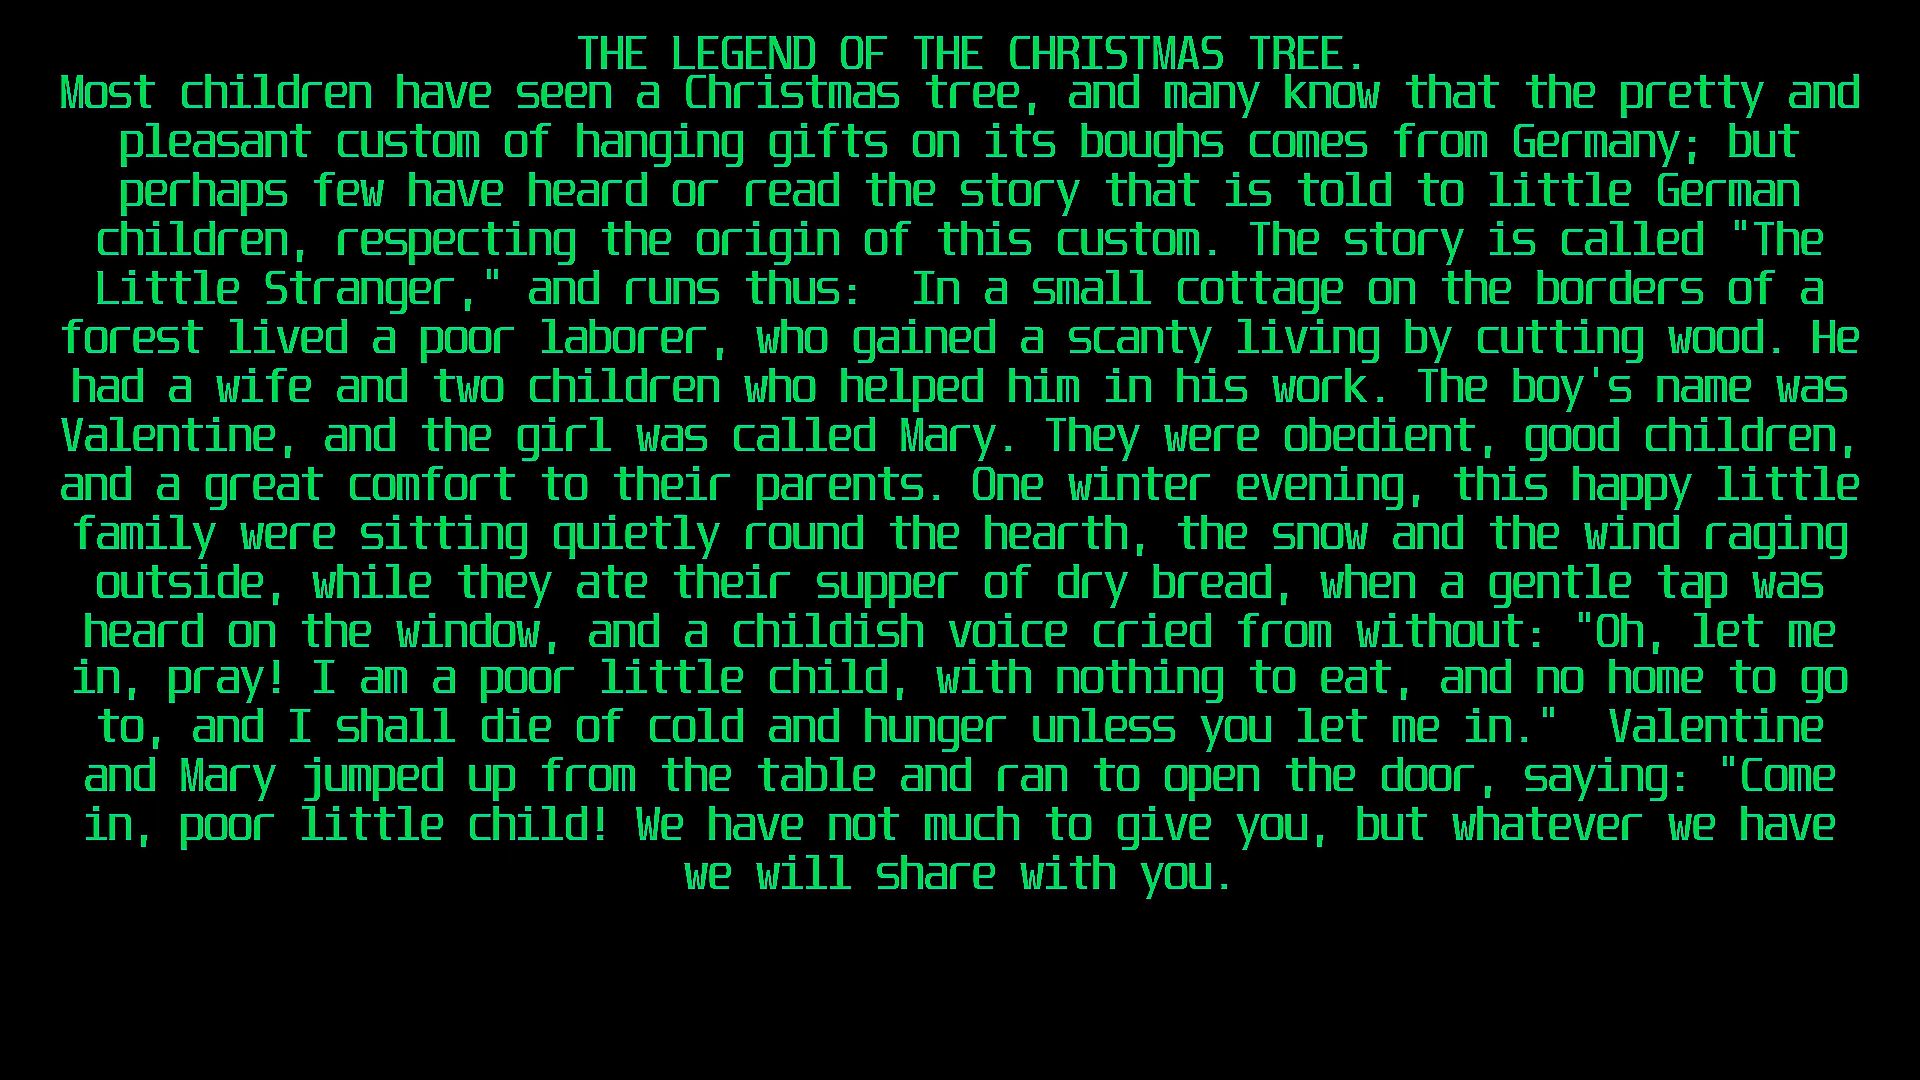 THE LEGEND OF THE CHRISTMAS TREE.
Most children have seen a Christmas tree, and many know that the pretty and
pleasant custom of hanging gifts on its boughs comes from Germany; but
perhaps few have heard or read the story that is told to little German
children, respecting the origin of this custom. The story is called "The
Little Stranger," and runs thus:  In a small cottage on the borders of a
forest lived a poor laborer, who gained a scanty living by cutting wood. He
had a wife and two children who helped him in his work. The boy's name was
Valentine, and the girl was called Mary. They were obedient, good children,
and a great comfort to their parents. One winter evening, this happy little
family were sitting quietly round the hearth, the snow and the wind raging
outside, while they ate their supper of dry bread, when a gentle tap was
heard on the window, and a childish voice cried from without: "Oh, let me
in, pray! I am a poor little child, with nothing to eat, and no home to go
to, and I shall die of cold and hunger unless you let me in."  Valentine
and Mary jumped up from the table and ran to open the door, saying: "Come
in, poor little child! We have not much to give you, but whatever we have
we will share with you.